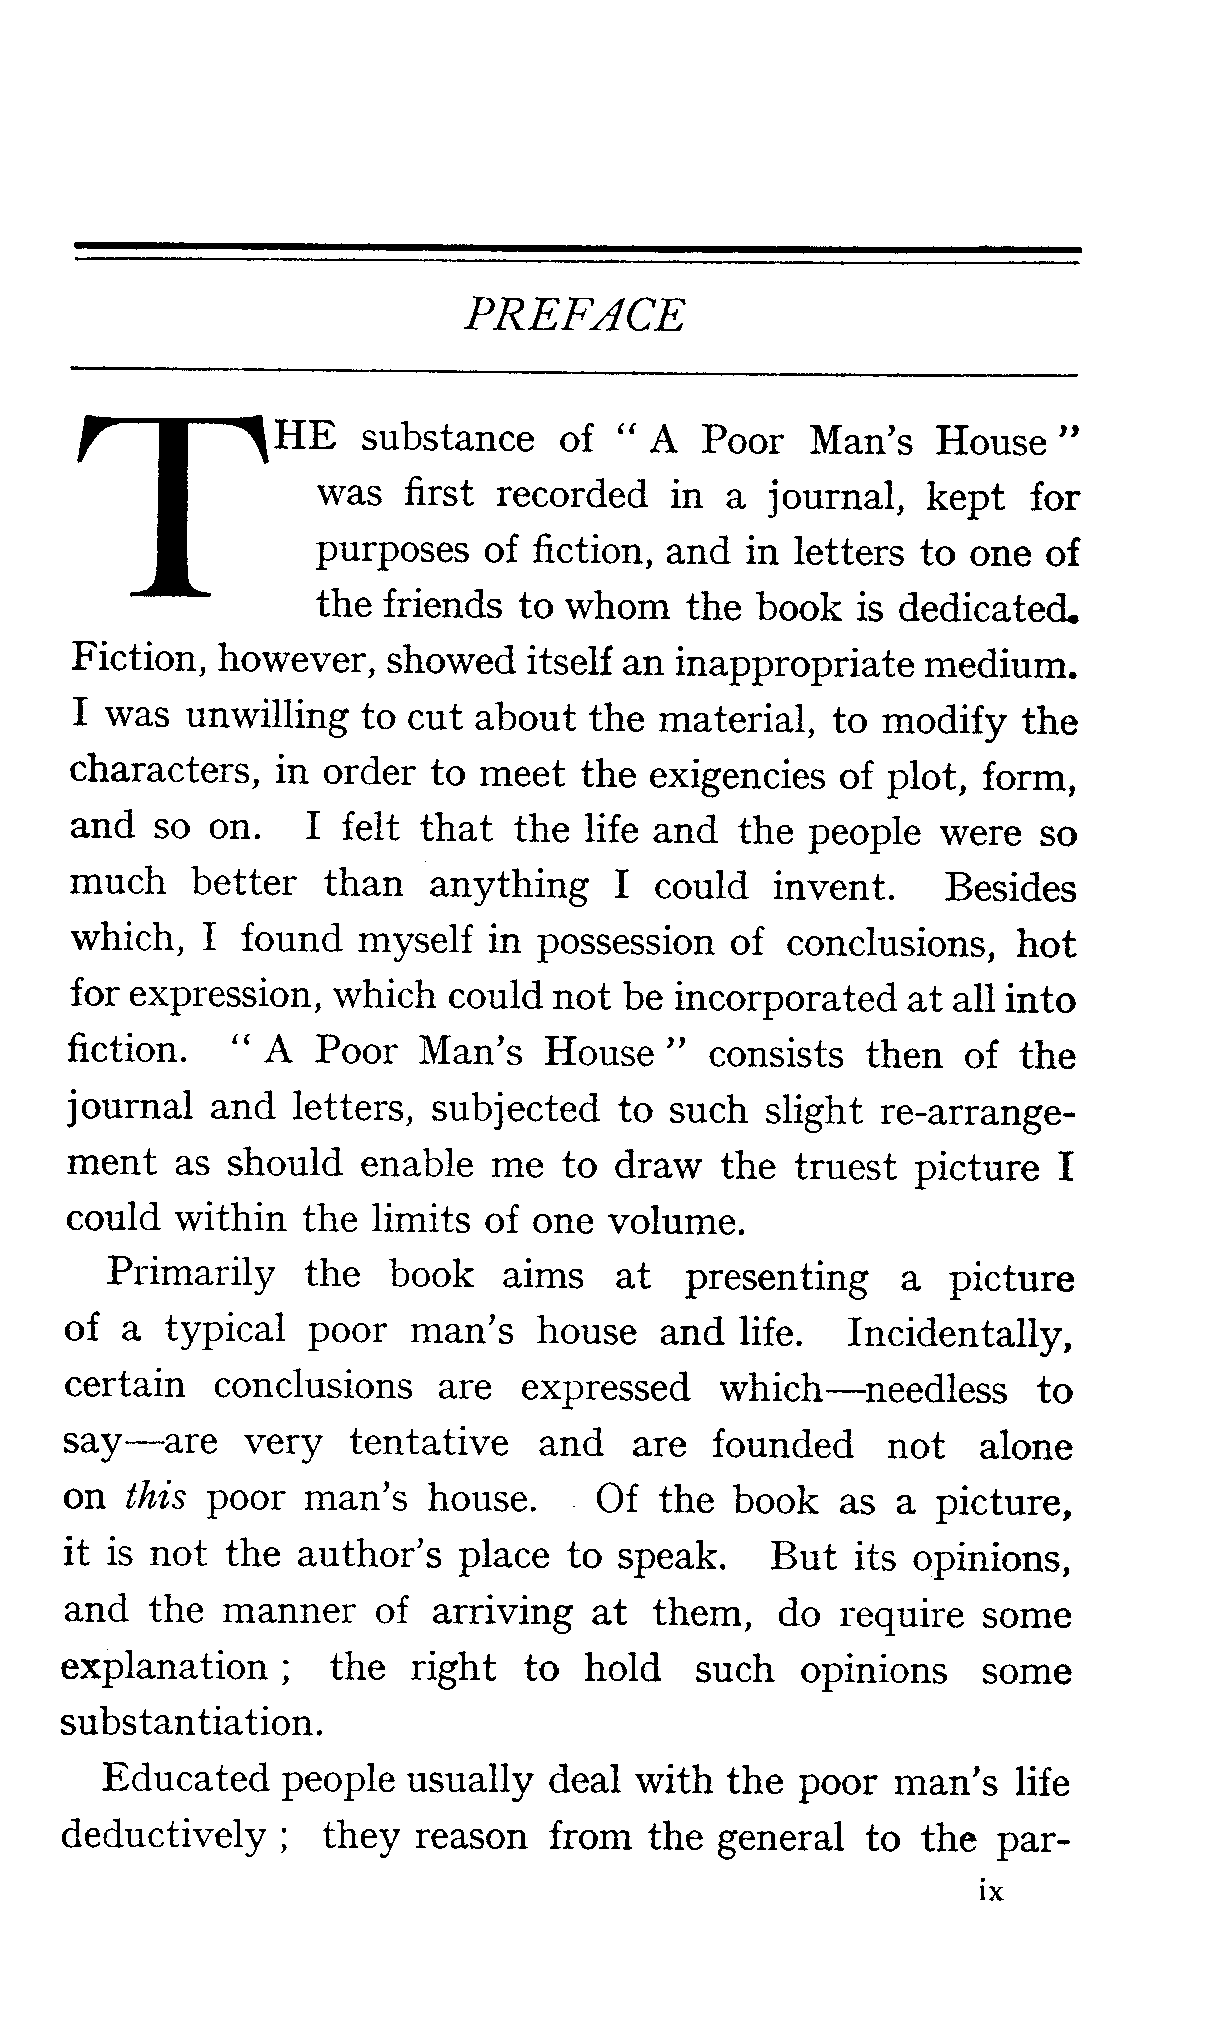 PREFACE
THE substance of “ A Poor Man's House ”
was first recorded in a journal, kept for
purposes of fiction, and in letters to one of
the friends to whom the book is dedicated.
Fiction, however, showed itself an inappropriate medium.
I was unwilling to cut about the material, to modify the
characters, in order to meet the exigencies of plot, form,
and so on. I felt that the life and the people were so
much better than anything I could invent. Besides
which, I found myself in possession of conclusions, hot
for expression, which could not be incorporated at all into
fiction. “ A Poor Man's House ” consists then of the
journal and letters, subjected to such slight re-arrange-
ment as should enable me to draw the truest picture I
could within the limits of one volume.
Primarily the book aims at presenting a picture
of a typical poor man's house and life. Incidentally,
certain conclusions are expressed which—needless to
say—are very tentative and are founded not alone
on this poor man's house. Of the book as a picture,
it is not the author's place to speak. But its opinions,
and the manner of arriving at them, do require some
explanation ; the right to hold such opinions some
substantiation.
Educated people usually deal with the poor man's life
deductively ; they reason from the general to the par-
ix